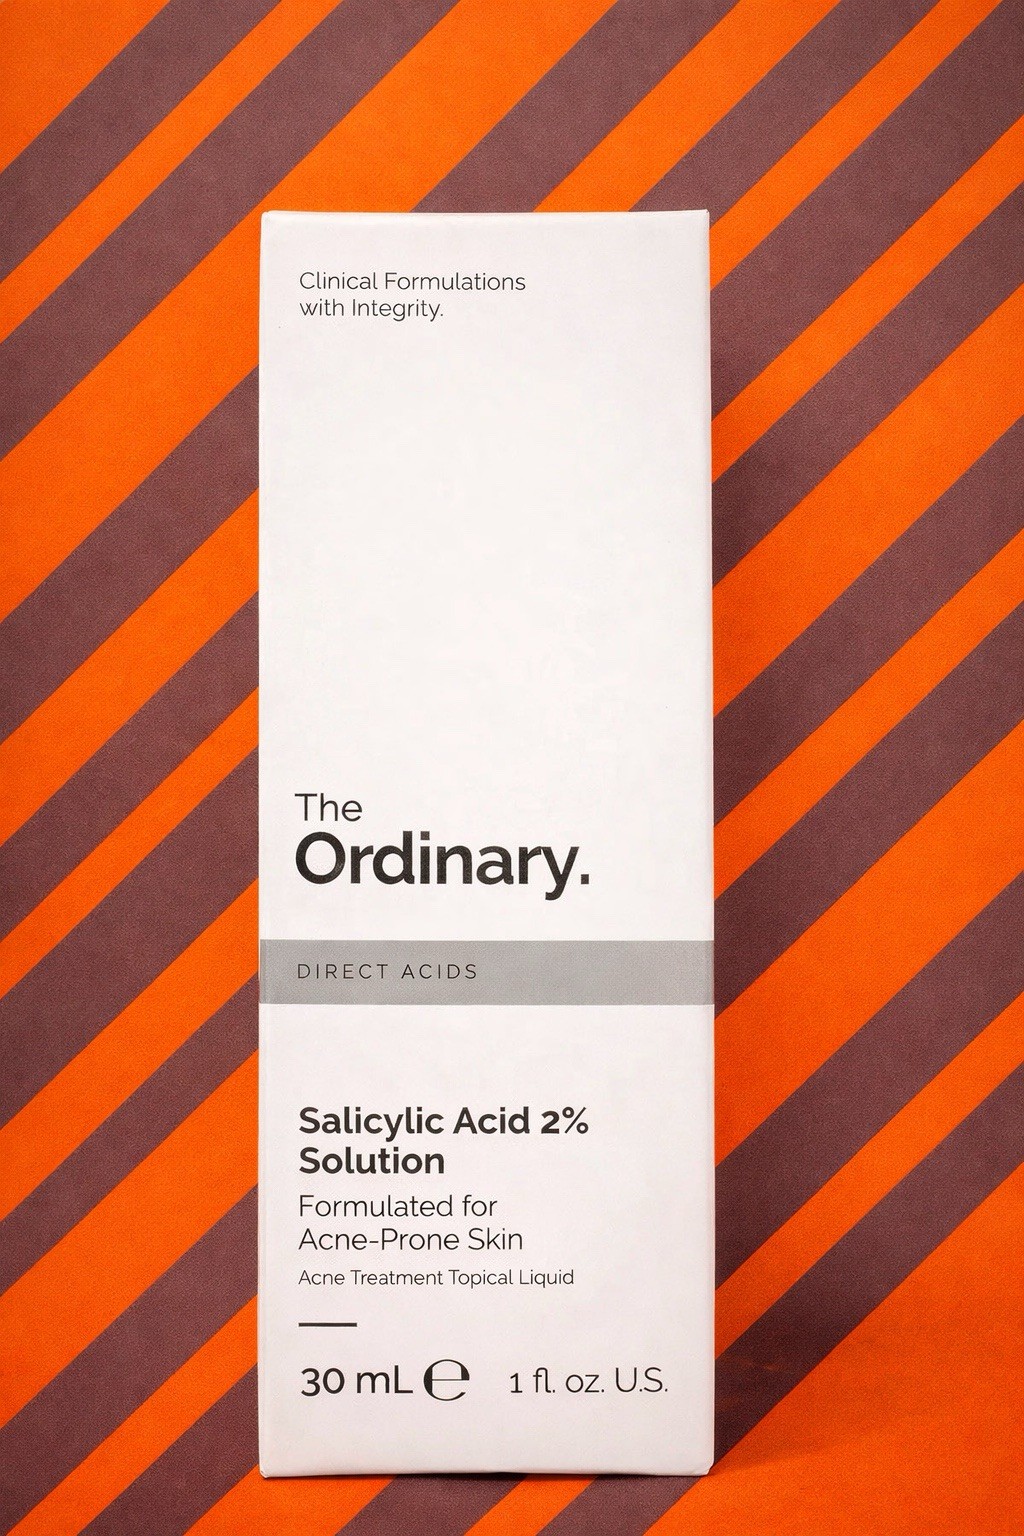 Clinical Formulations
with Integrity.
The
Ordinary.
DIRECT ACIDS
Salicylic Acid 2%
Solution
Formulated for
Acne-Prone Skin
Acne Treatment Topical Liquid
30 mL ℮ 1 fl. oz. U.S.